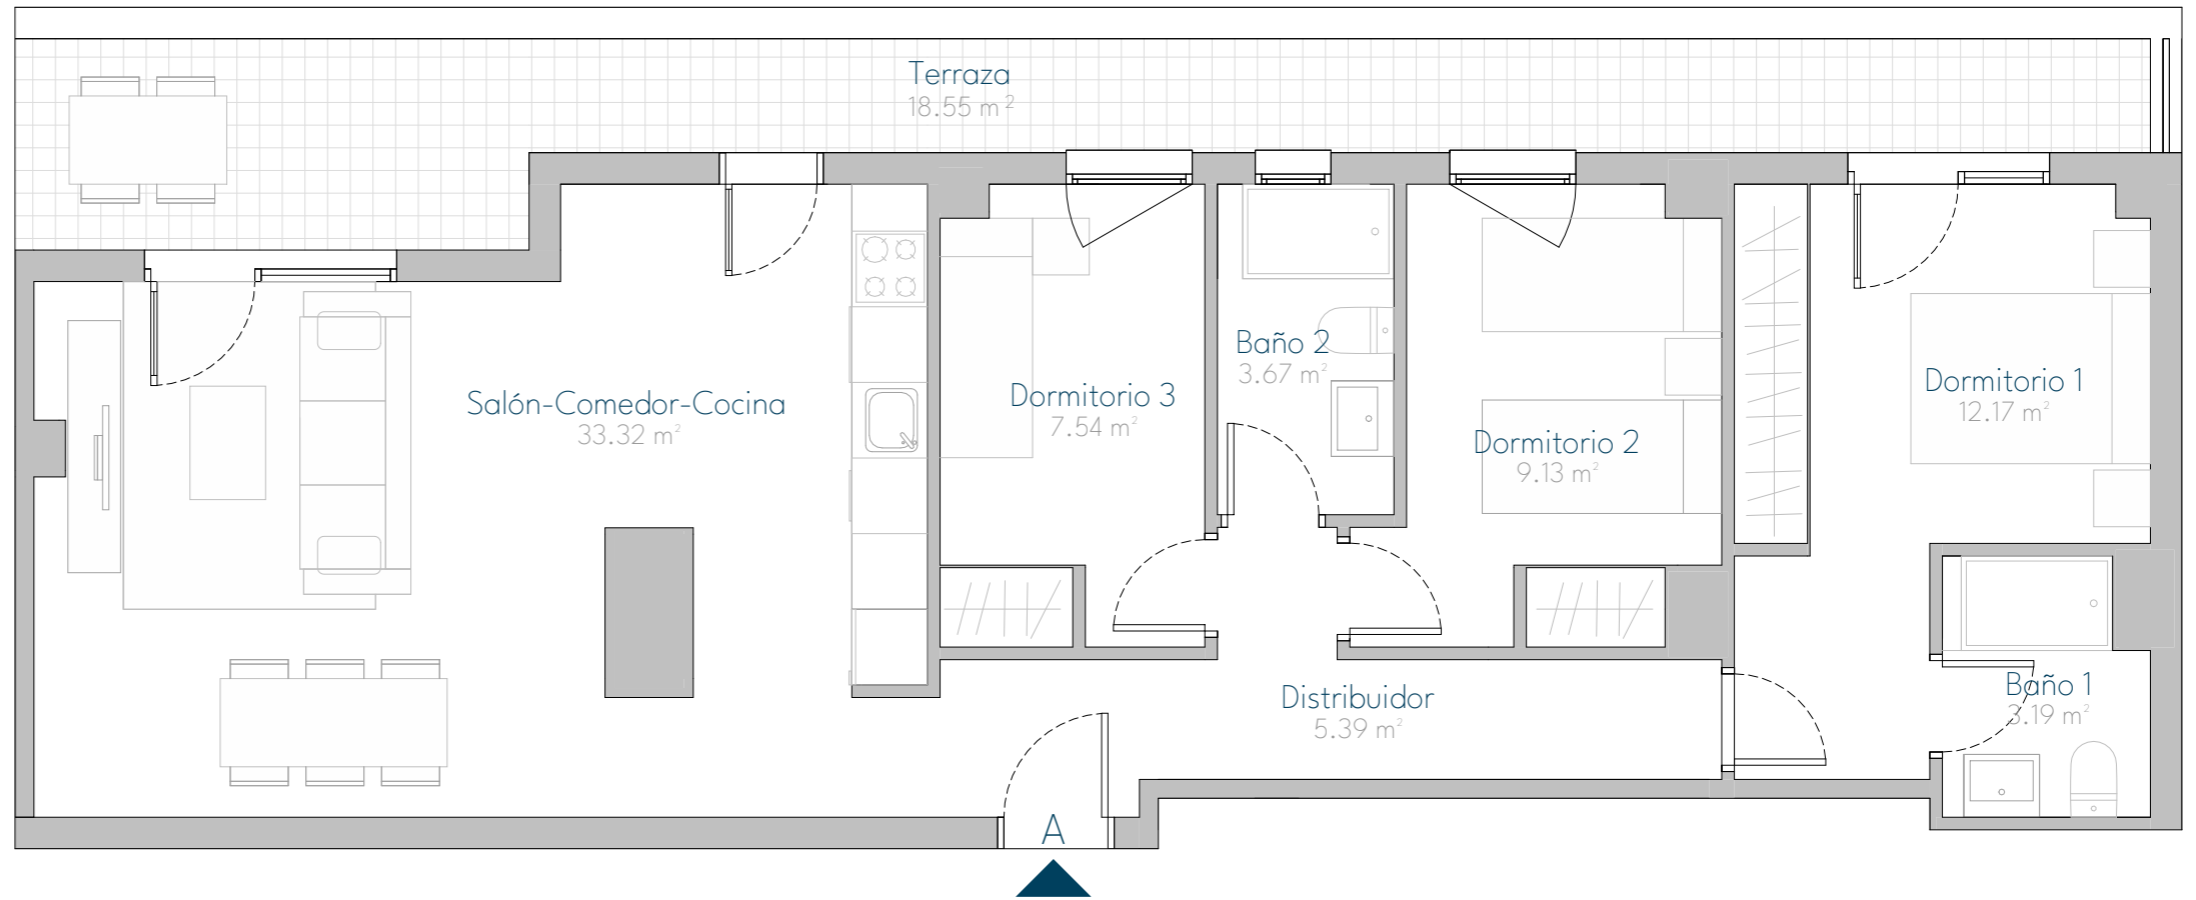 Terraza
18.55 m²
Salón-Comedor-Cocina
33.32 m²
Dormitorio 3
7.54 m²
Baño 2
3.67 m²
Dormitorio 2
9.13 m²
Dormitorio 1
12.17 m²
Distribuidor
5.39 m²
Baño 1
3.19 m²
A